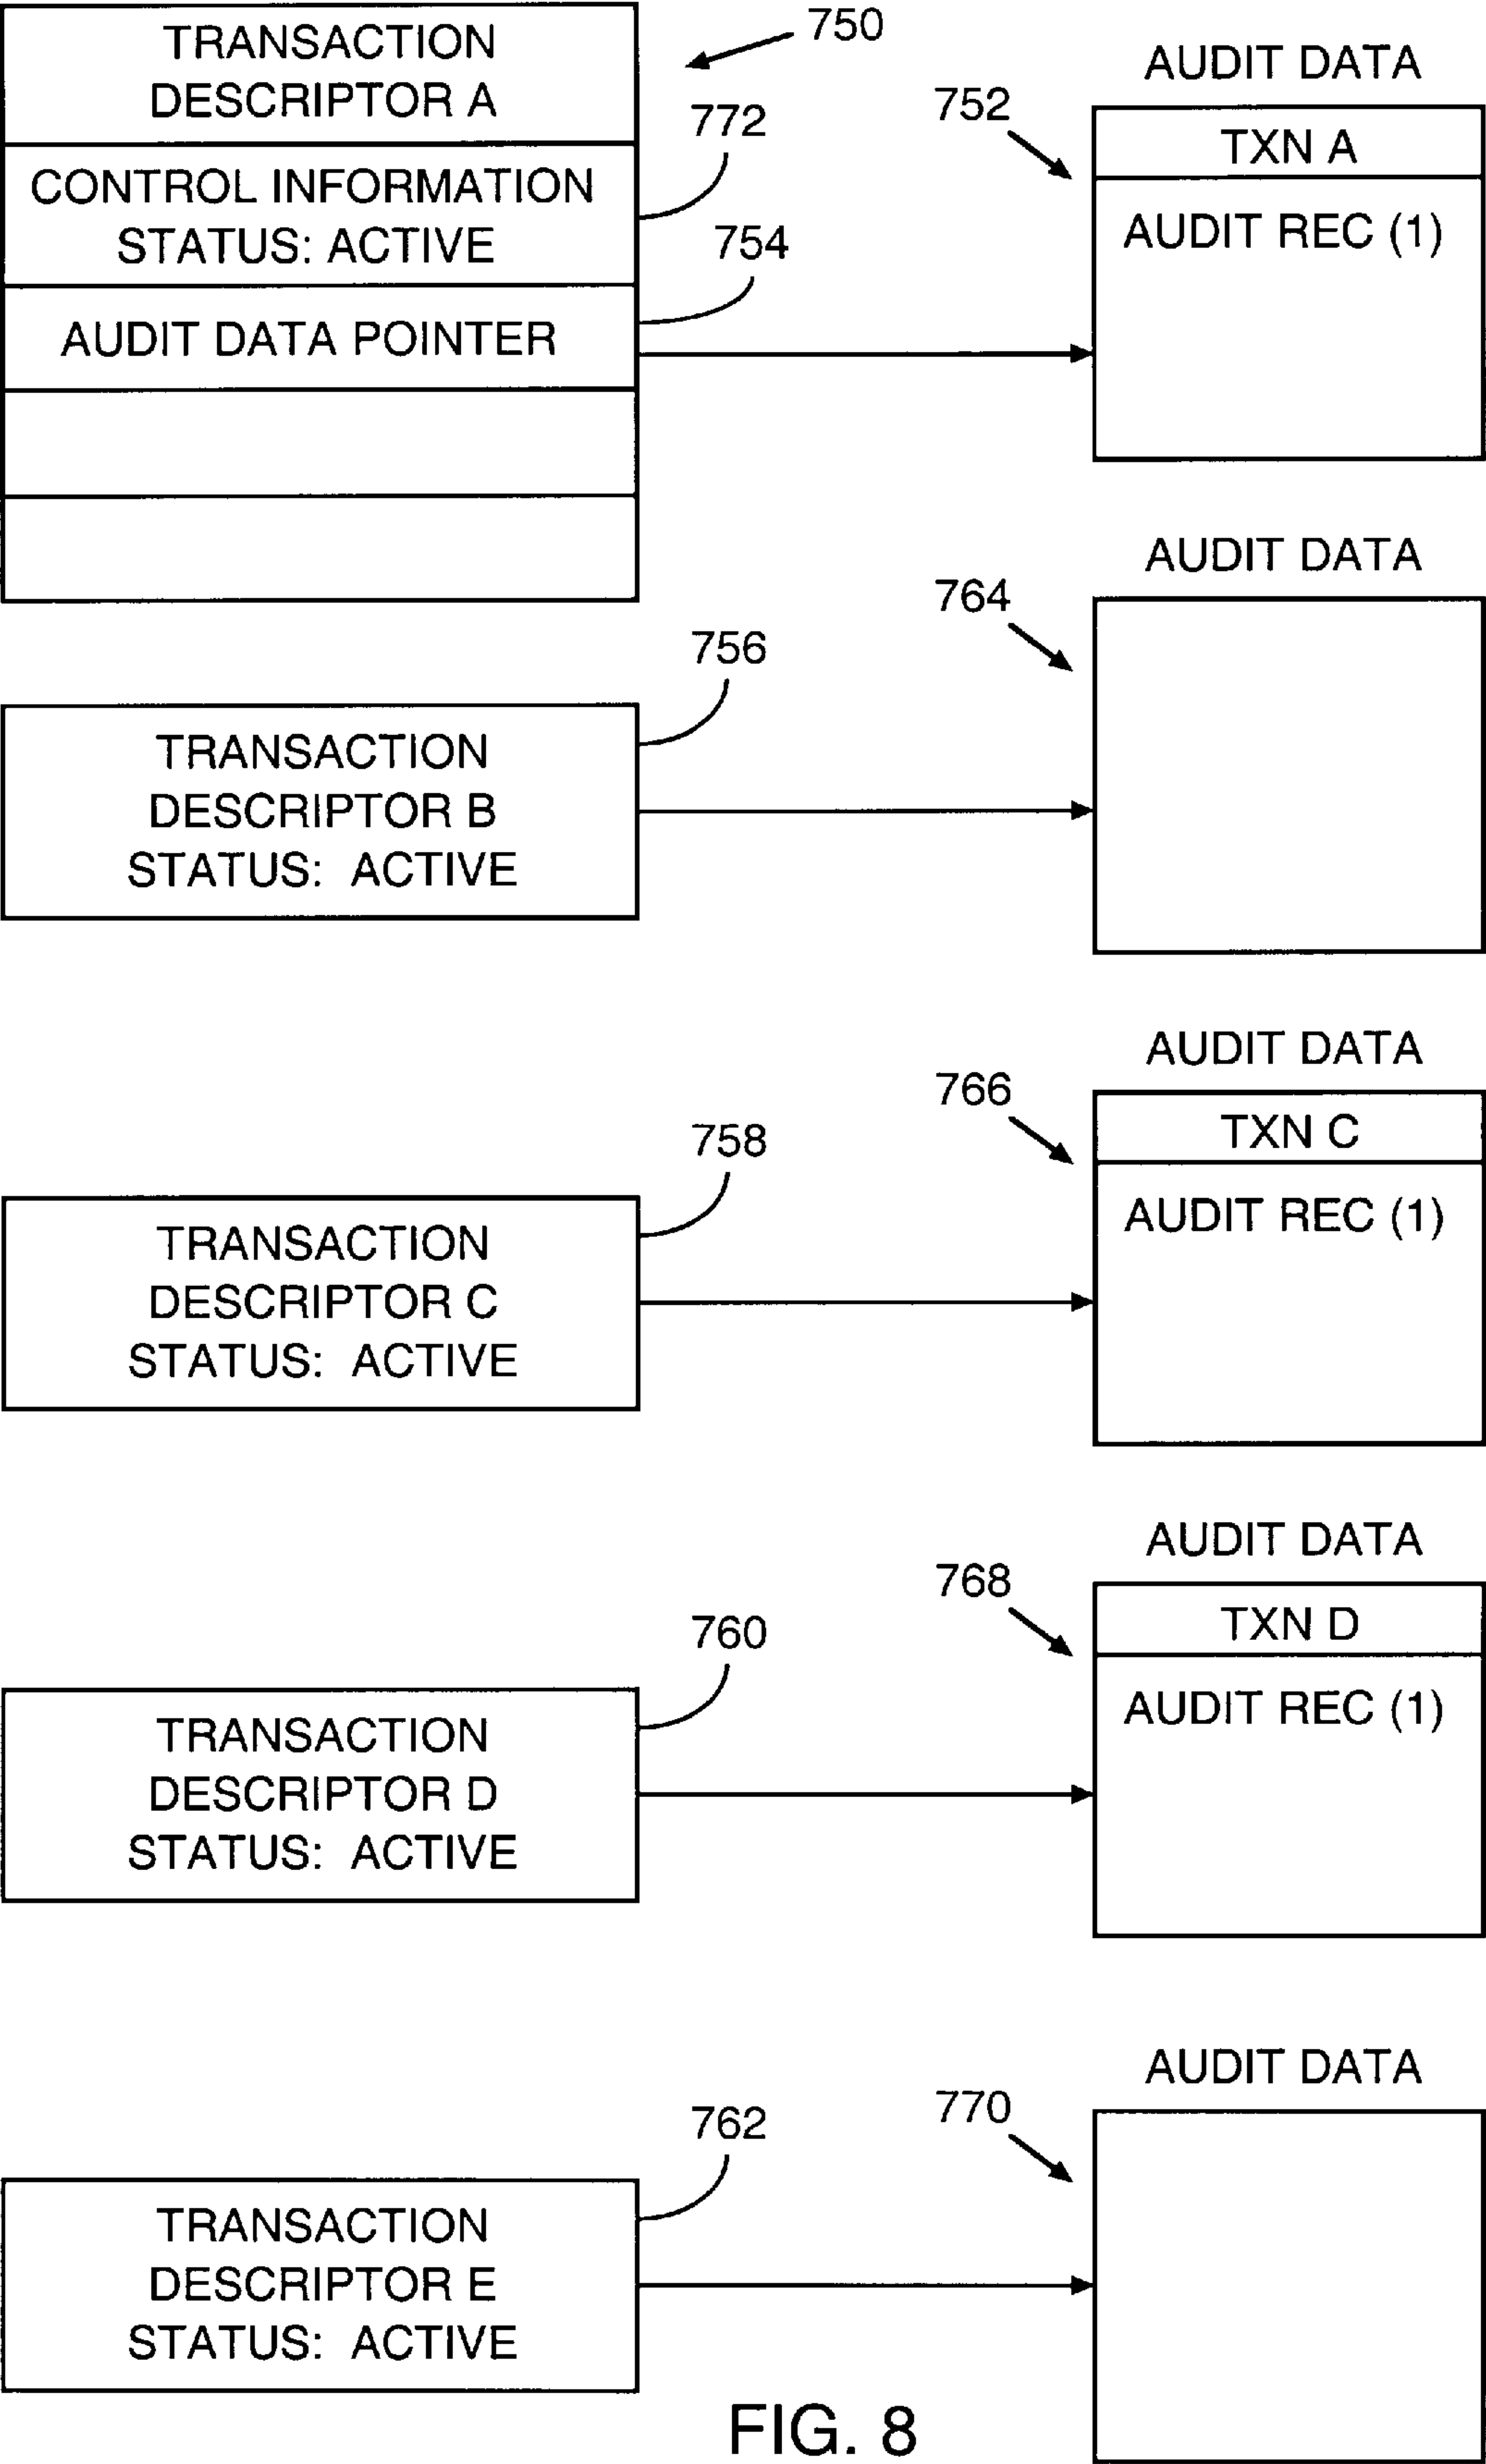 TRANSACTION
DESCRIPTOR A
750
CONTROL INFORMATION
STATUS: ACTIVE
772
AUDIT DATA POINTER
754
AUDIT DATA
752
TXN A
AUDIT REC (1)
AUDIT DATA
764
756
TRANSACTION
DESCRIPTOR B
STATUS: ACTIVE
AUDIT DATA
766
TXN C
AUDIT REC (1)
758
TRANSACTION
DESCRIPTOR C
STATUS: ACTIVE
AUDIT DATA
768
TXN D
AUDIT REC (1)
760
TRANSACTION
DESCRIPTOR D
STATUS: ACTIVE
AUDIT DATA
770
762
TRANSACTION
DESCRIPTOR E
STATUS: ACTIVE
FIG. 8